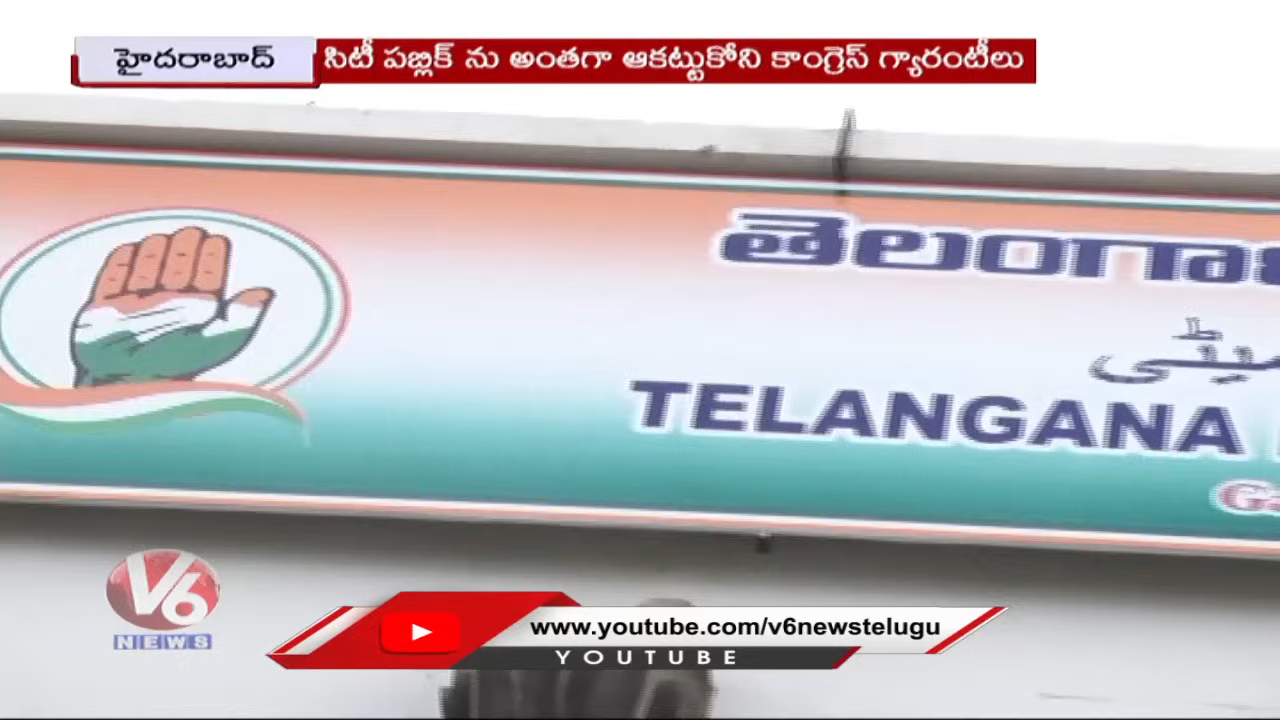 హైదరాబాద్
సిటీ పబ్లిక్ ను అంతగా ఆకట్టుకోని కాంగ్రెస్ గ్యారంటీలు
TELANGANA
V6
NEWS
www.youtube.com/v6newstelugu
YOUTUBE